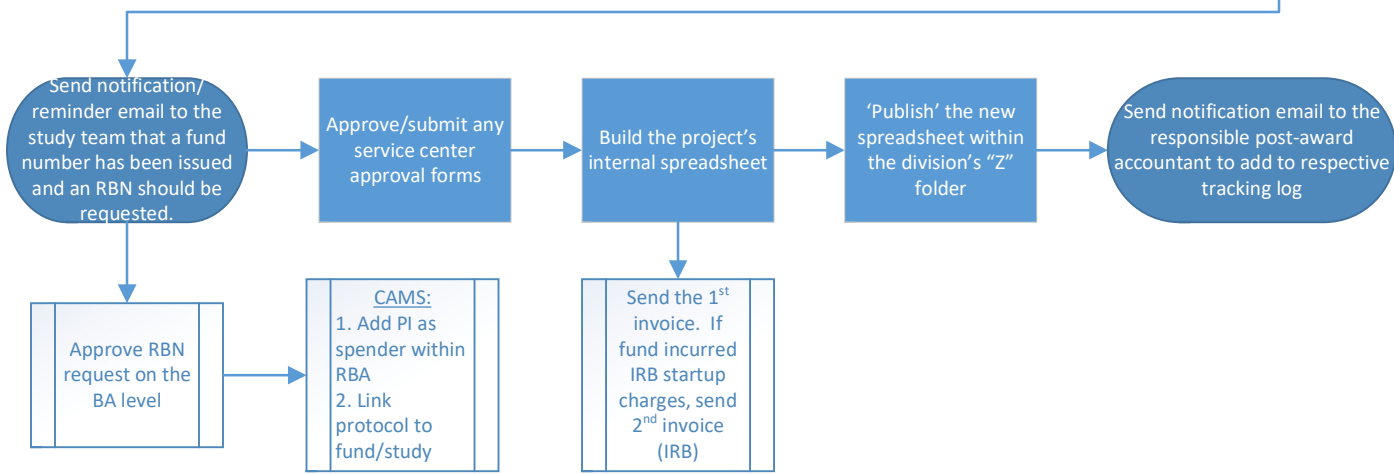 Send notification/
reminder email to the
study team that a fund
number has been issued
and an RBN should be
requested.
Approve/submit any
service center
approval forms
Build the project's
internal spreadsheet
‘Publish’ the new
spreadsheet within
the division's “Z”
folder
Send notification email to the
responsible post-award
accountant to add to respective
tracking log
Approve RBN
request on the
BA level
CAMS:
1. Add PI as
spender within
RBA
2. Link
protocol to
fund/study
Send the 1st
invoice. If
fund incurred
IRB startup
charges, send
2nd invoice
(IRB)